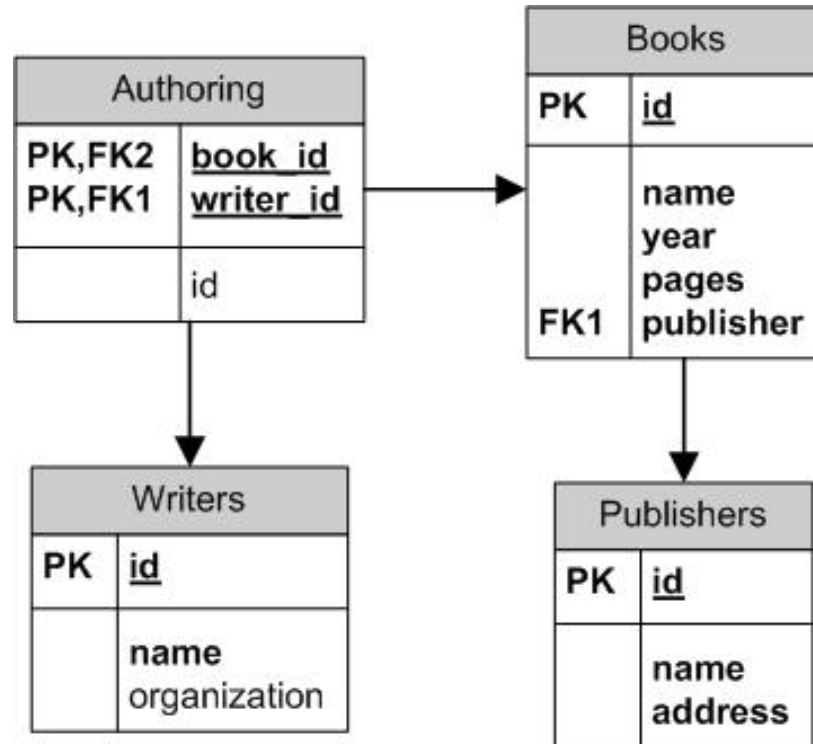 Authoring
PK,FK2 book_id
PK,FK1 writer_id
id
Books
PK id
name
year
pages
FK1 publisher
Writers
PK id
name
organization
Publishers
PK id
name
address